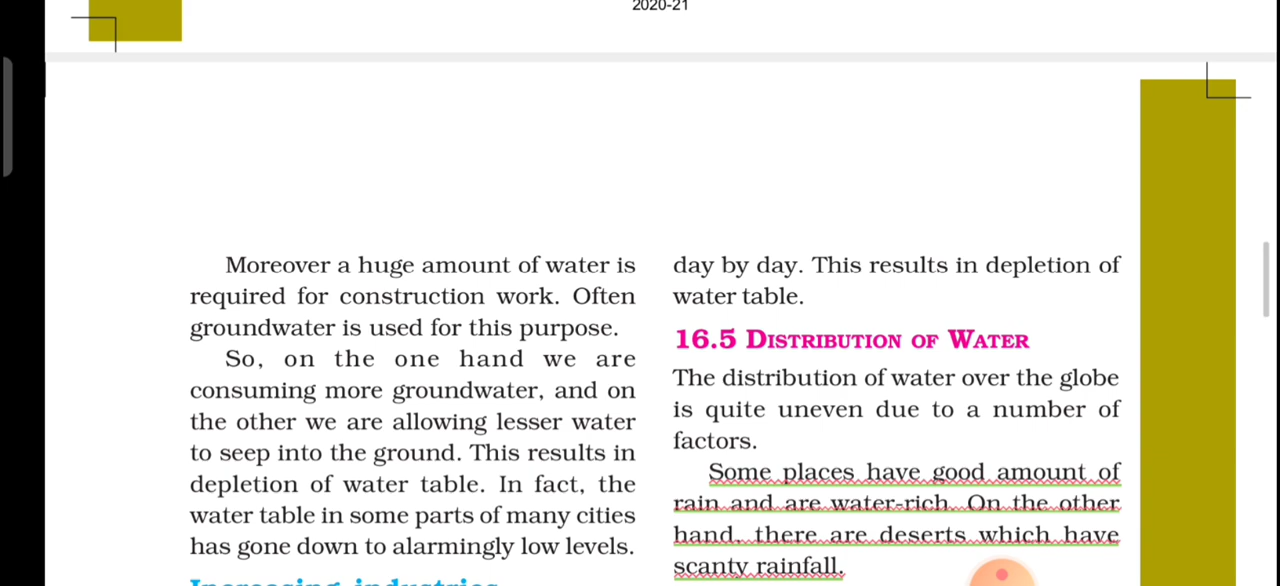 2020-21
Moreover a huge amount of water is
required for construction work. Often
groundwater is used for this purpose.
So, on the one hand we are
consuming more groundwater, and on
the other we are allowing lesser water
to seep into the ground. This results in
depletion of water table. In fact, the
water table in some parts of many cities
has gone down to alarmingly low levels.
Increasing industries
day by day. This results in depletion of
water table.
16.5 DISTRIBUTION OF WATER
The distribution of water over the globe
is quite uneven due to a number of
factors.
Some places have good amount of
rain and are water-rich. On the other
hand, there are deserts which have
scanty rainfall.